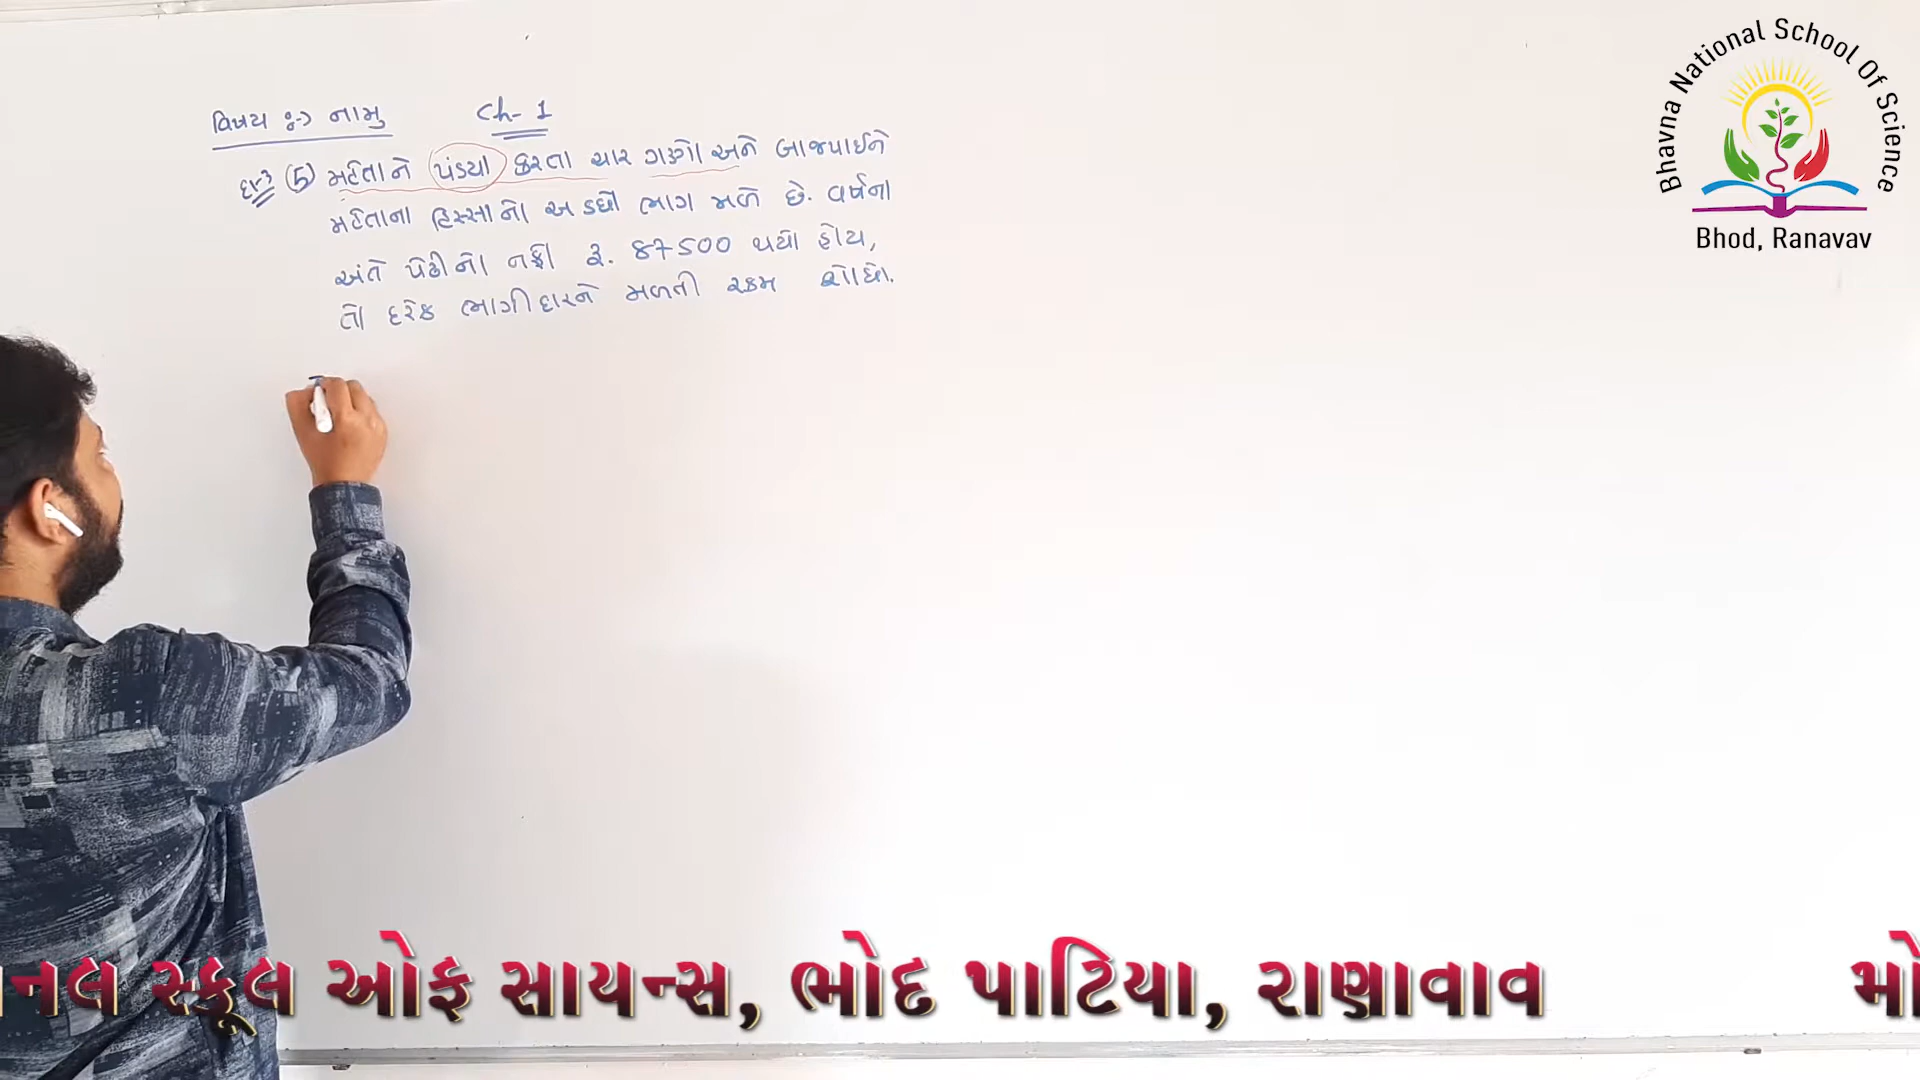 વિષય :-> નામુ Ch-1
દા-3 (5) મહેતાને પંડયા કરતા ચાર ગણો અને બાજપાઈને
મહેતાના હિસ્સાનો અડધો ભાગ મળે છે. વર્ષના
અંતે પેઢીનો નફો રૂ. 87500 થયો હોય,
તો દરેક ભાગીદારને મળતી રકમ શોધો.
Bhavna National School Of Science
Bhod, Ranavav
નલ સ્કૂલ ઓફ સાયન્સ, ભોદ પાટિયા, રાણાવાવ